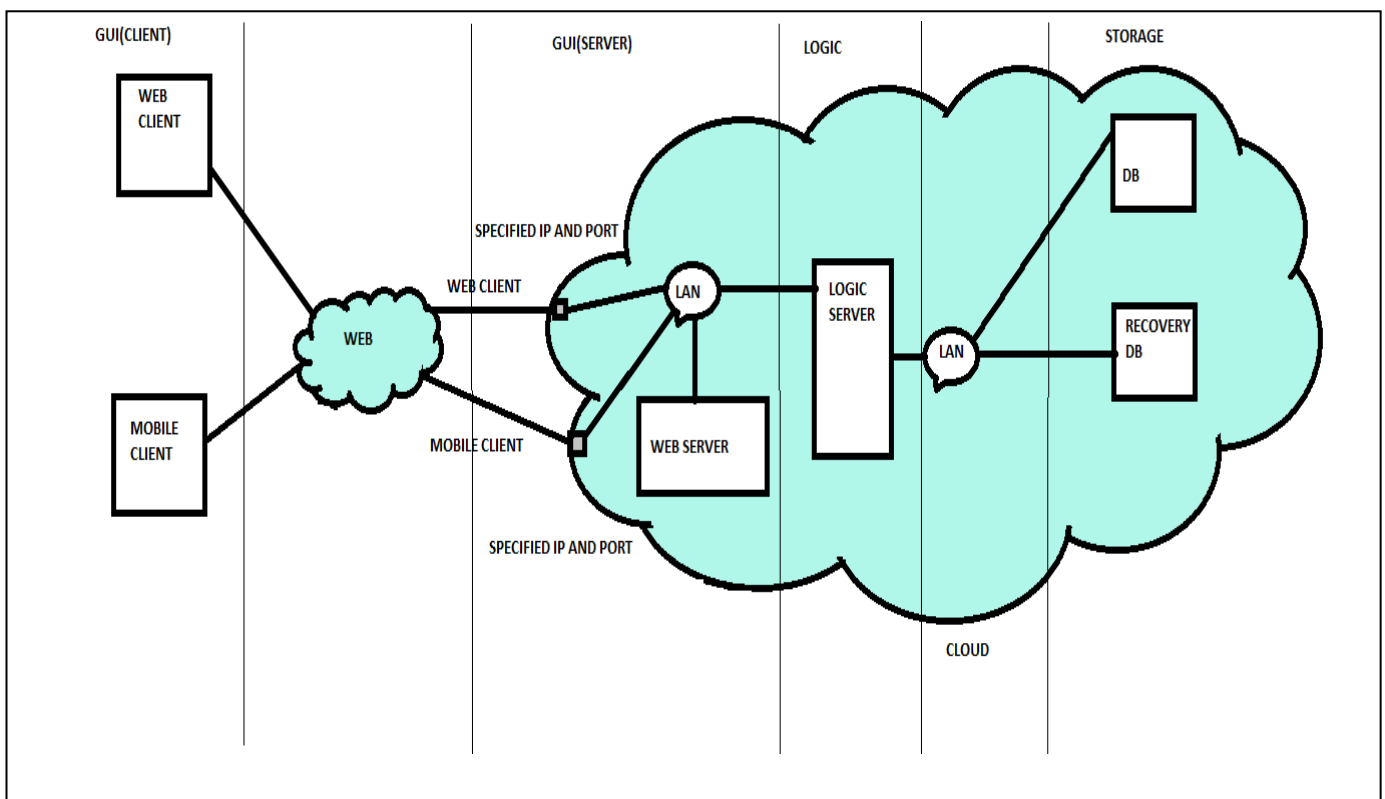 GUI(CLIENT)
GUI(SERVER)
LOGIC
STORAGE
WEB
CLIENT
DB
SPECIFIED IP AND PORT
WEB CLIENT
LAN
LOGIC
SERVER
RECOVERY
DB
WEB
LAN
MOBILE
CLIENT
MOBILE CLIENT
WEB SERVER
SPECIFIED IP AND PORT
CLOUD